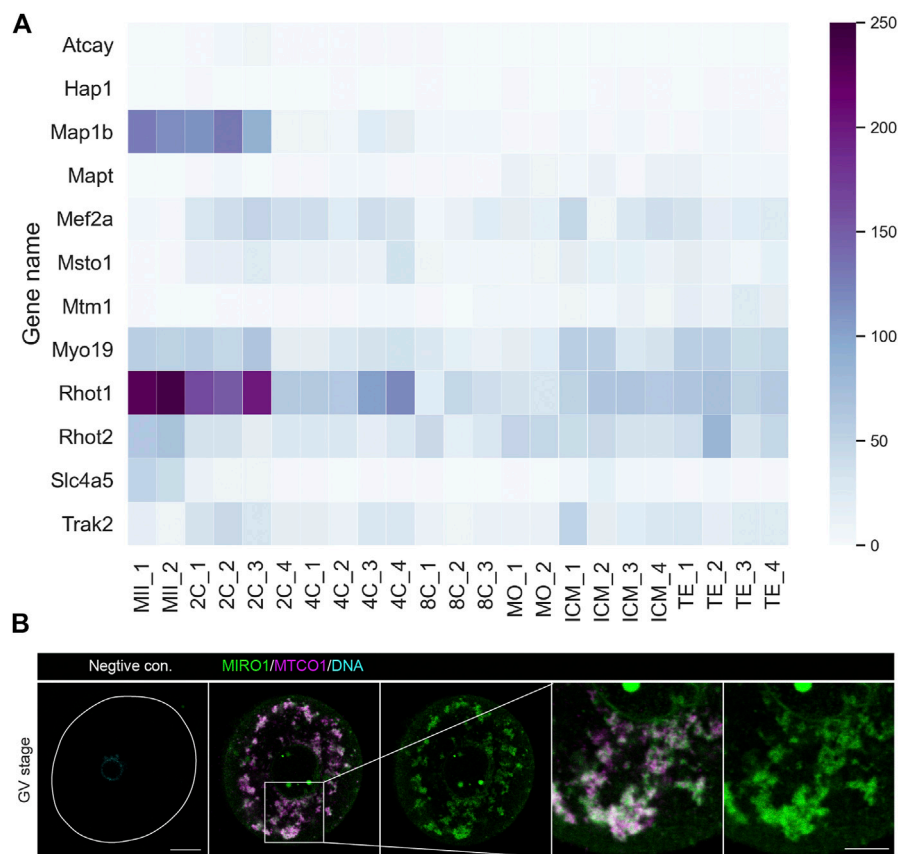 A
Gene name
Atcay
Hap1
Map1b
Mapt
Mef2a
Msto1
Mtm1
Myo19
Rhot1
Rhot2
Slc4a5
Trak2
250
200
150
100
50
0
MII_1
MII_2
2C_1
2C_2
2C_3
2C_4
4C_1
4C_2
4C_3
4C_4
8C_1
8C_2
8C_3
MO_1
MO_2
ICM_1
ICM_2
ICM_3
ICM_4
TE_1
TE_2
TE_3
TE_4
B
Negtive con.
MIRO1/MTCO1/DNA
GV stage